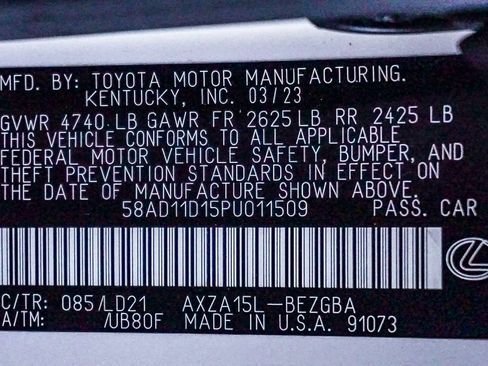 MFD. BY: TOYOTA MOTOR MANUFACTURING.
KENTUCKY, INC. 03/23
GVWR 4740 LB GAWR FR 2625 LB RR 2425 LB
THIS VEHICLE CONFORMS TO ALL APPLICABLE
FEDERAL MOTOR VEHICLE SAFETY, BUMPER, AND
THEFT PREVENTION STANDARDS IN EFFECT ON
THE DATE OF MANUFACTURE SHOWN ABOVE.
58AD11D15PU011509 PASS. CAR
C/TR: 085/LD21 AXZA15L-BEZGBA
A/TM: /UB80F MADE IN U.S.A. 91073